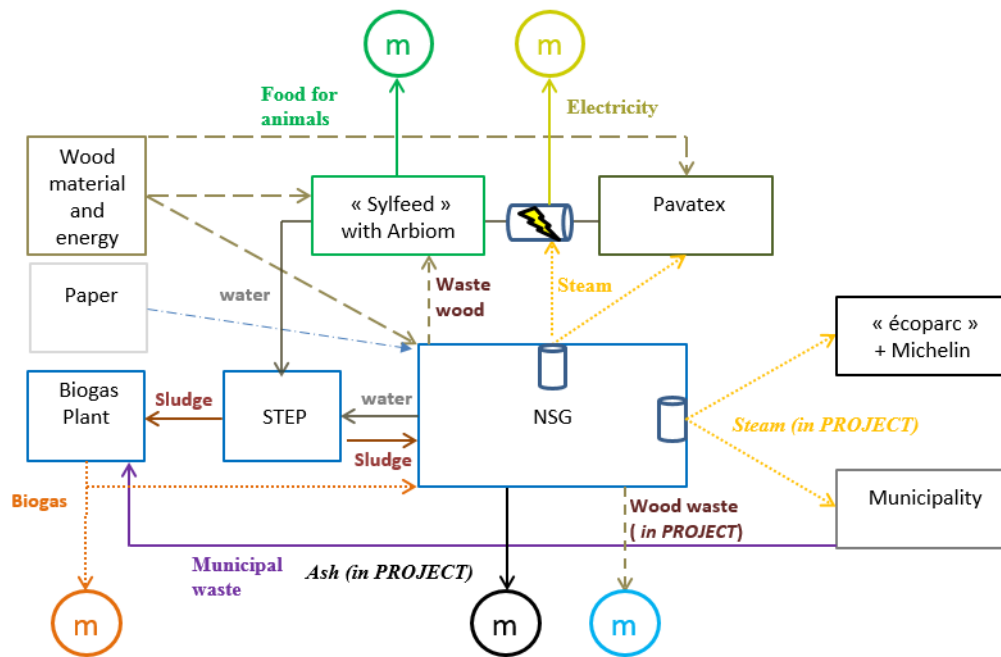 m
m
Food for
animals
Electricity
Wood
material
and
energy
« Sylfeed »
with Arbiom
Pavatex
Paper
water
Waste
wood
Steam
« écoparc »
+ Michelin
Biogas
Plant
Sludge
STEP
water
Sludge
NSG
Steam (in PROJECT)
Municipality
Biogas
Wood waste
( in PROJECT)
Municipal
waste
Ash (in PROJECT)
m
m
m